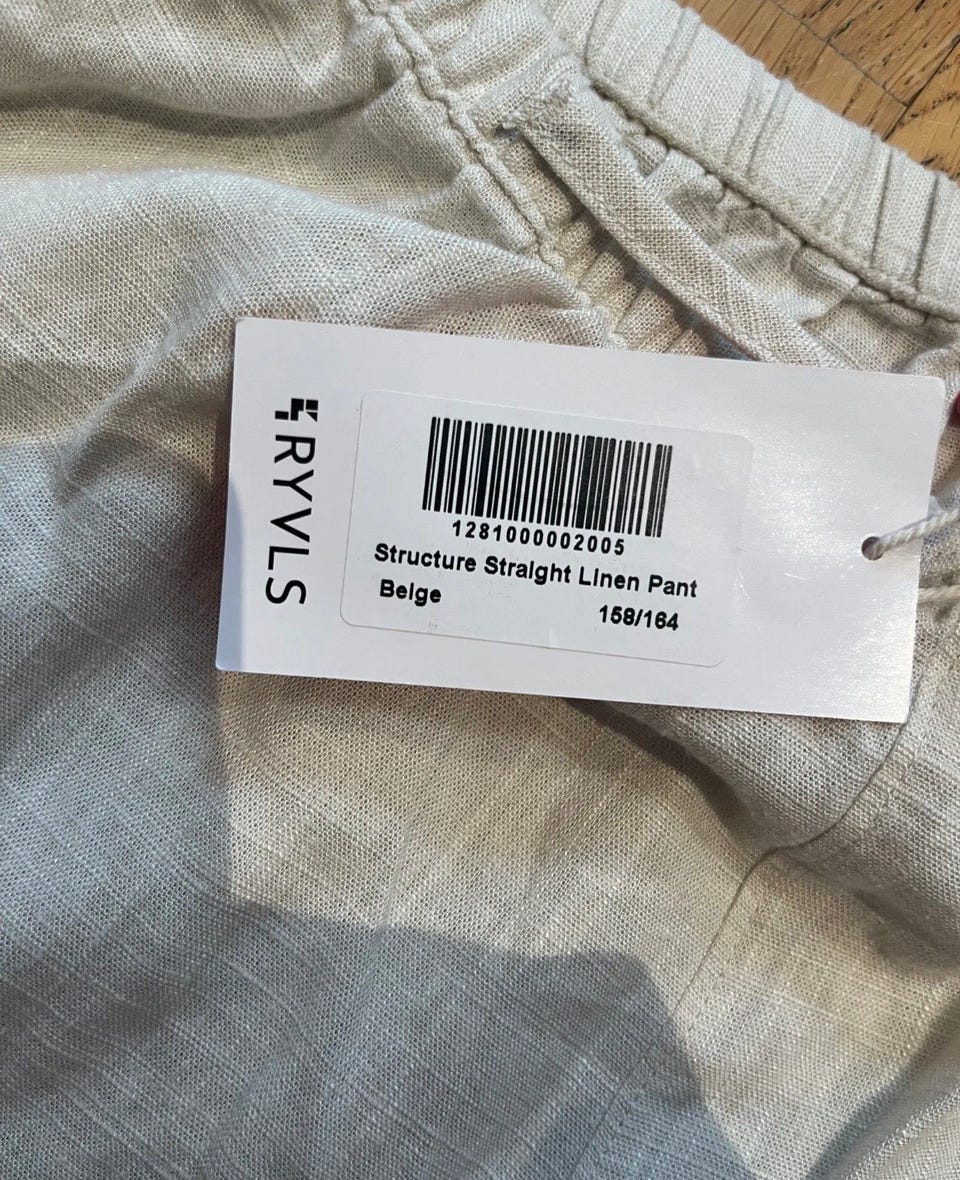 RYVLS
1281000002005
Structure Straight Linen Pant
Beige
158/164